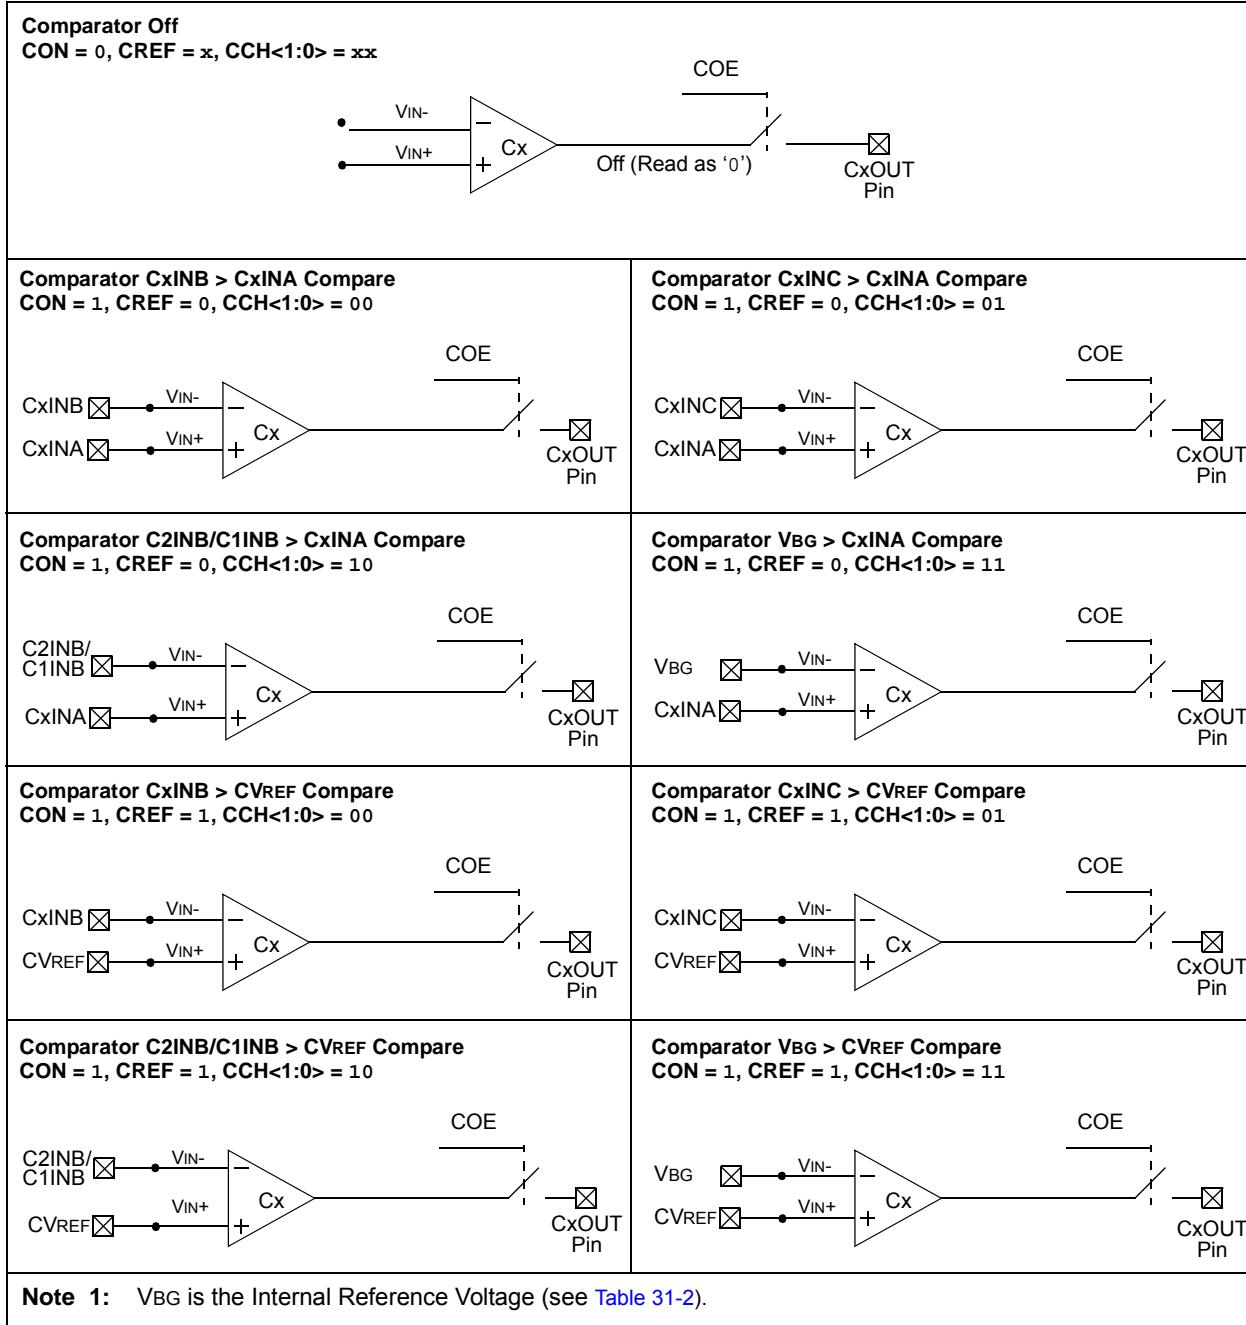 Comparator Off
CON = 0, CREF = x, CCH<1:0> = xx
COE
VIN-
VIN+
Cx
Off (Read as ‘0’)
CxOUT
Pin
Comparator CxINB > CxINA Compare
CON = 1, CREF = 0, CCH<1:0> = 00
COE
CxINB
VIN-
CxINA
VIN+
Cx
CxOUT
Pin
Comparator CxINC > CxINA Compare
CON = 1, CREF = 0, CCH<1:0> = 01
COE
CxINC
VIN-
CxINA
VIN+
Cx
CxOUT
Pin
Comparator C2INB/C1INB > CxINA Compare
CON = 1, CREF = 0, CCH<1:0> = 10
COE
C2INB/
C1INB
VIN-
CxINA
VIN+
Cx
CxOUT
Pin
Comparator VBG > CxINA Compare
CON = 1, CREF = 0, CCH<1:0> = 11
COE
VBG
VIN-
CxINA
VIN+
Cx
CxOUT
Pin
Comparator CxINB > CVREF Compare
CON = 1, CREF = 1, CCH<1:0> = 00
COE
CxINB
VIN-
CVREF
VIN+
Cx
CxOUT
Pin
Comparator CxINC > CVREF Compare
CON = 1, CREF = 1, CCH<1:0> = 01
COE
CxINC
VIN-
CVREF
VIN+
Cx
CxOUT
Pin
Comparator C2INB/C1INB > CVREF Compare
CON = 1, CREF = 1, CCH<1:0> = 10
COE
C2INB/
C1INB
VIN-
CVREF
VIN+
Cx
CxOUT
Pin
Comparator VBG > CVREF Compare
CON = 1, CREF = 1, CCH<1:0> = 11
COE
VBG
VIN-
CVREF
VIN+
Cx
CxOUT
Pin
Note 1: VBG is the Internal Reference Voltage (see Table 31-2).